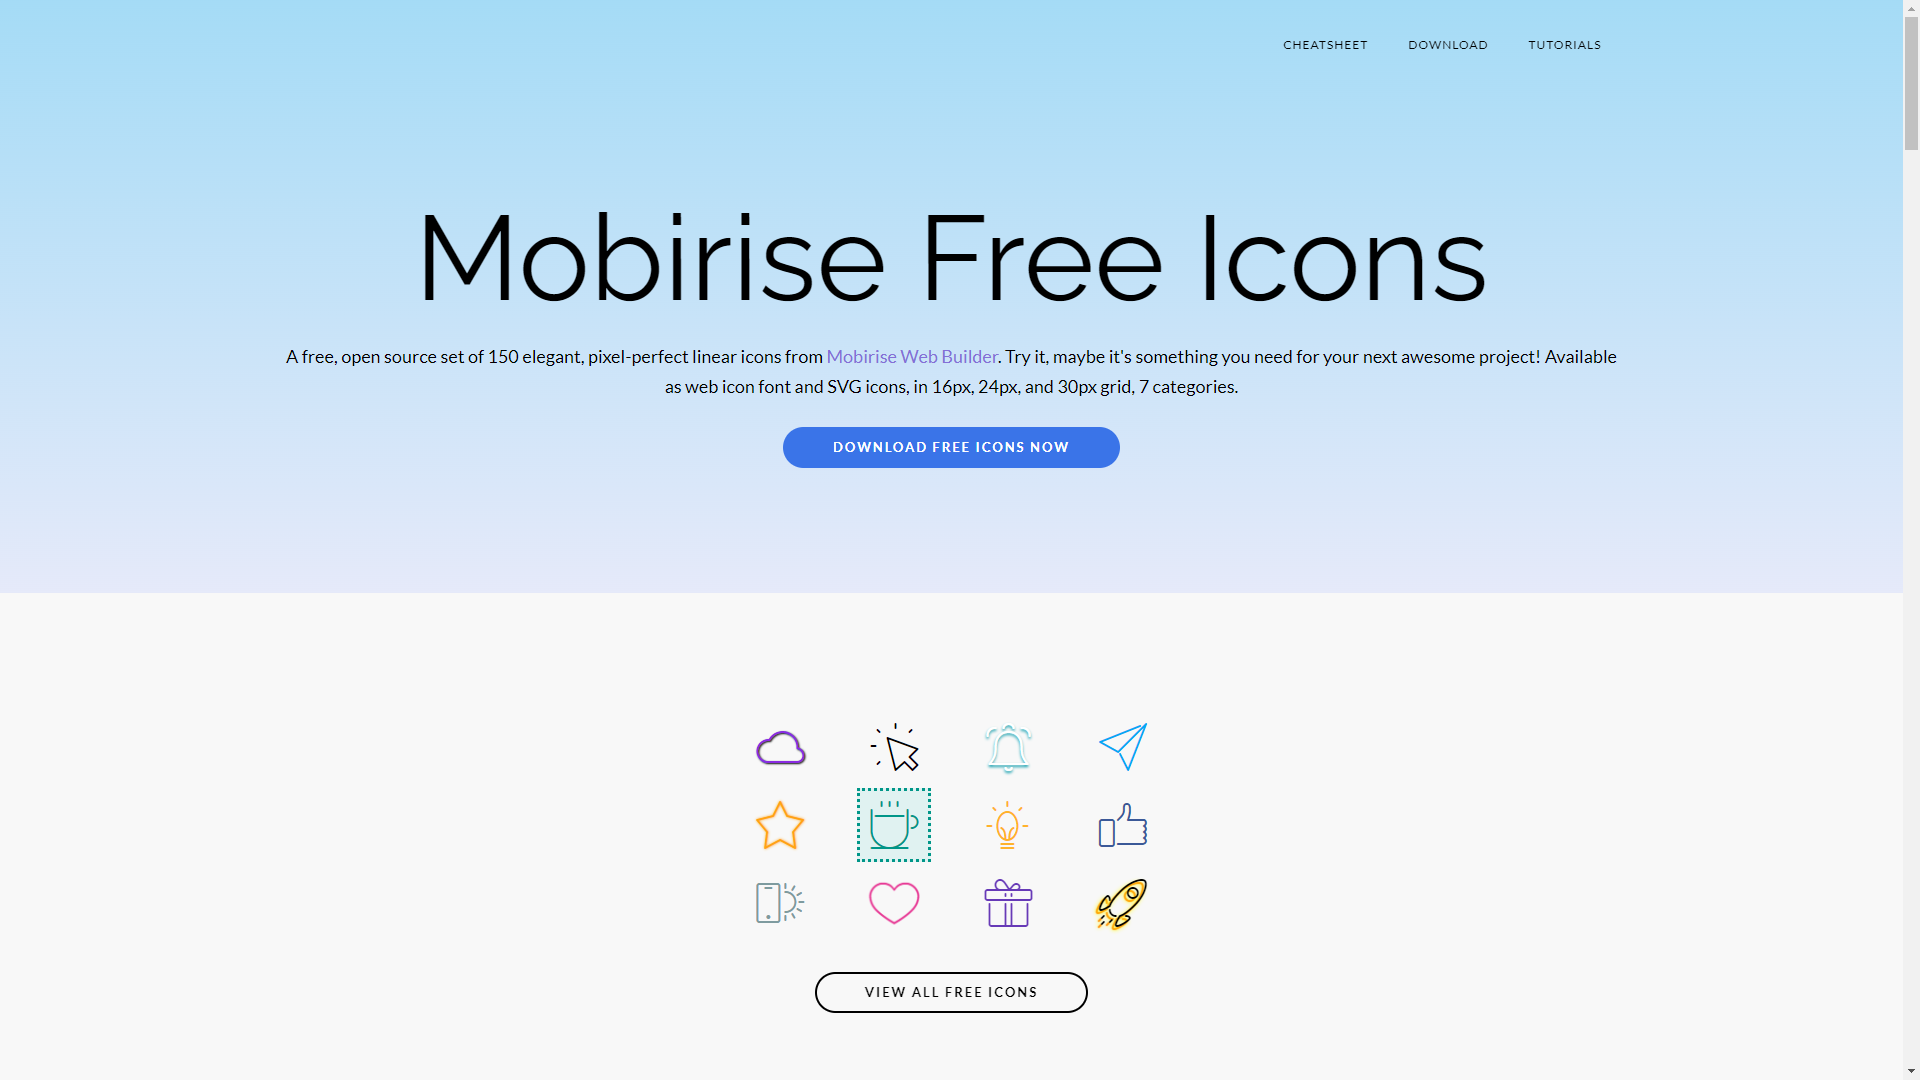 CHEATSHEET DOWNLOAD TUTORIALS
Mobirise Free Icons
A free, open source set of 150 elegant, pixel-perfect linear icons from Mobirise Web Builder. Try it, maybe it's something you need for your next awesome project! Available
as web icon font and SVG icons, in 16px, 24px, and 30px grid, 7 categories.
DOWNLOAD FREE ICONS NOW
VIEW ALL FREE ICONS